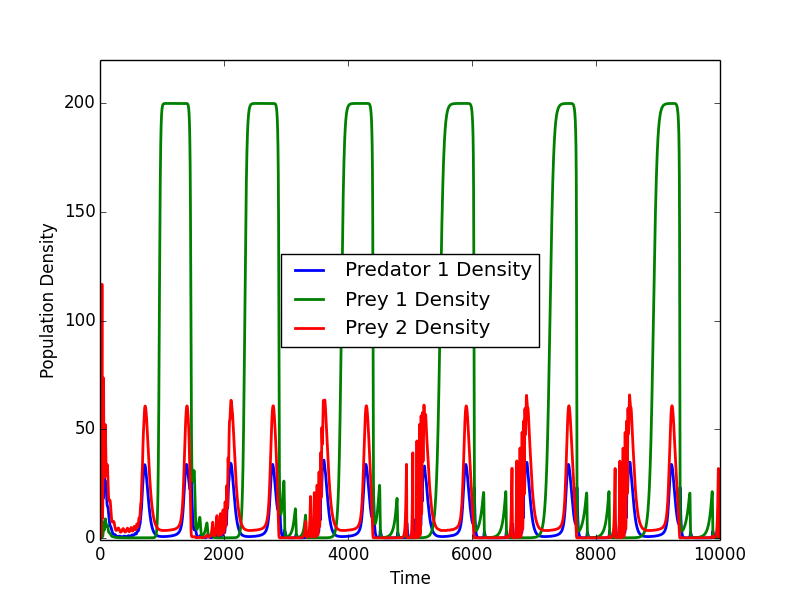 200
150
100
50
0
Population Density
Predator 1 Density
Prey 1 Density
Prey 2 Density
0 2000 4000 6000 8000 10000
Time